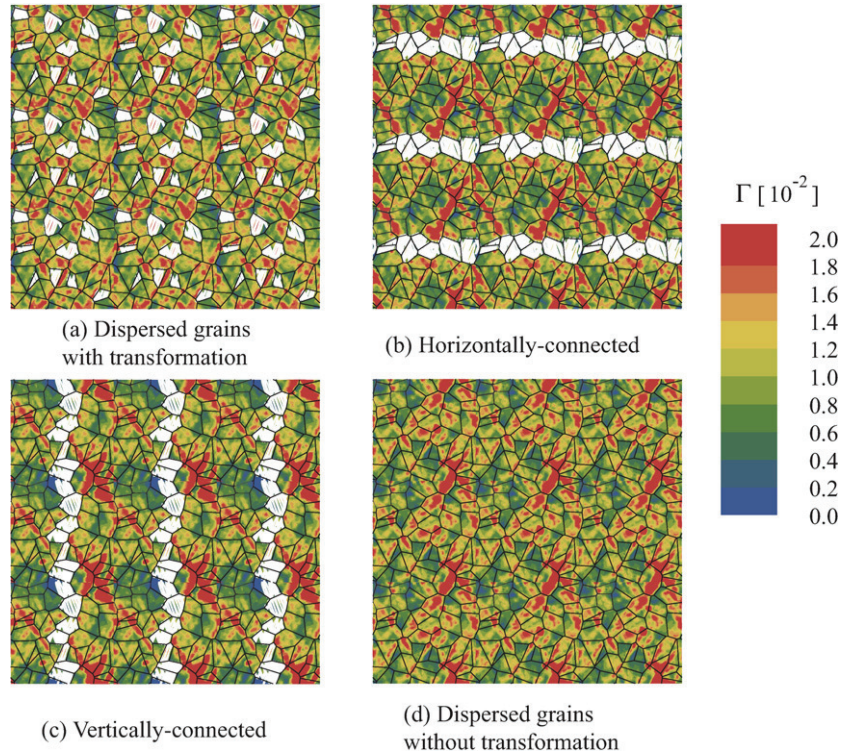 (a) Dispersed grains
with transformation
(b) Horizontally-connected
Γ [10⁻²]
2.0
1.8
1.6
1.4
1.2
1.0
0.8
0.6
0.4
0.2
0.0
(c) Vertically-connected
(d) Dispersed grains
without transformation